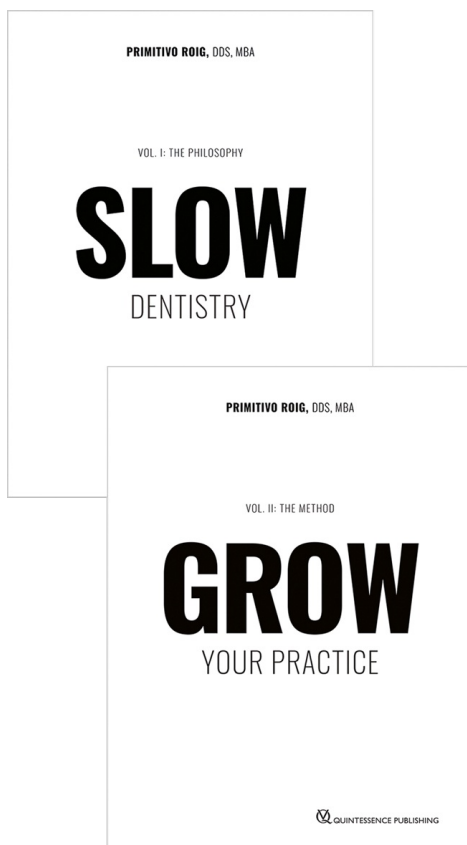 PRIMITIVO ROIG, DDS, MBA
VOL. I: THE PHILOSOPHY
SLOW
DENTISTRY
PRIMITIVO ROIG, DDS, MBA
VOL. II: THE METHOD
GROW
YOUR PRACTICE
QUINTESSENCE PUBLISHING